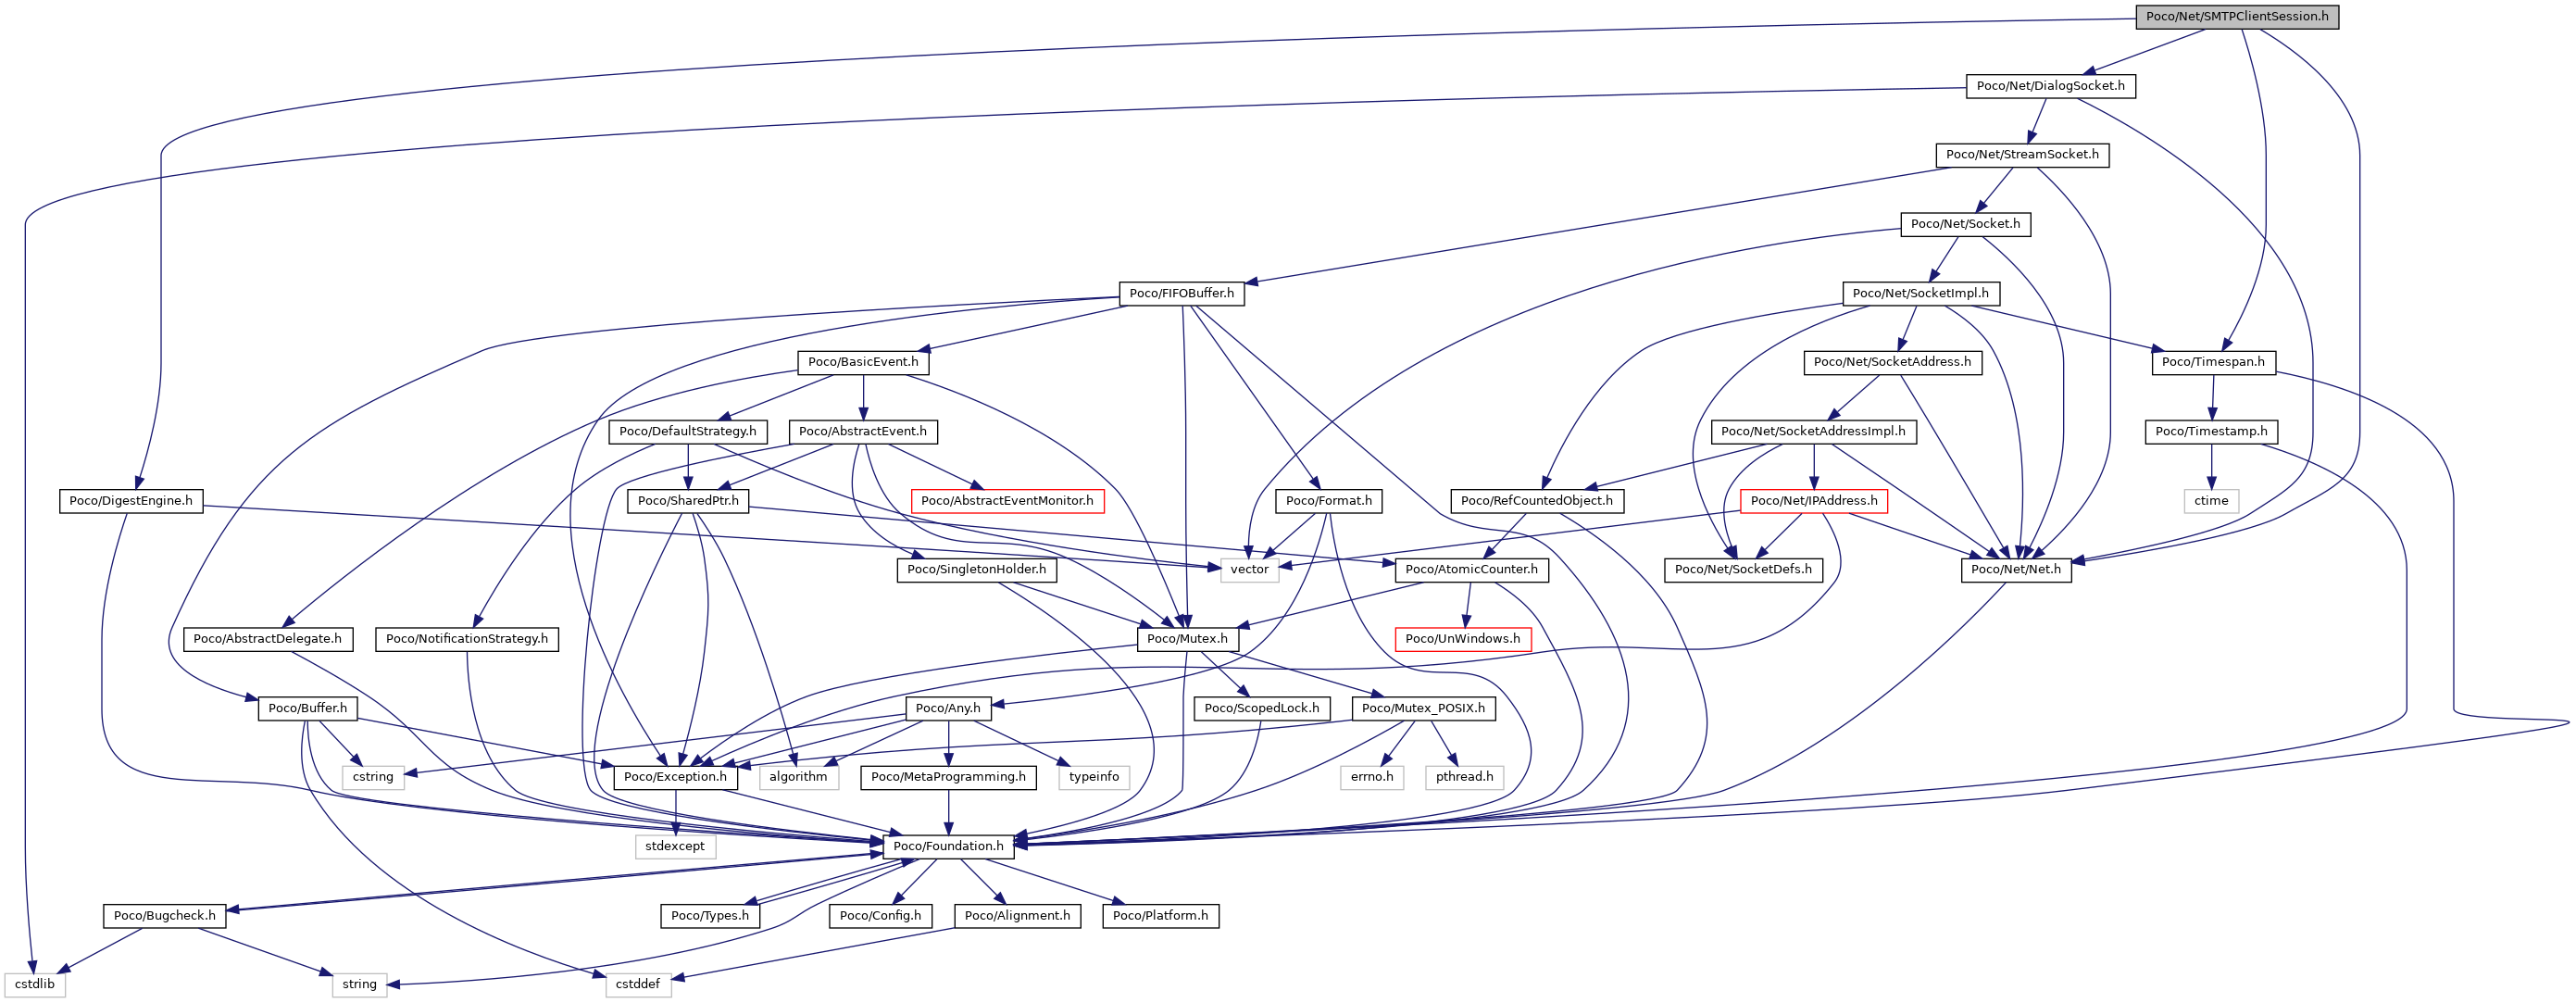 Poco/Net/SMTPClientSession.h
Poco/Net/DialogSocket.h
Poco/Net/StreamSocket.h
Poco/Net/Socket.h
Poco/FIFOBuffer.h
Poco/Net/SocketImpl.h
Poco/BasicEvent.h
Poco/Net/SocketAddress.h
Poco/Timespan.h
Poco/DefaultStrategy.h
Poco/AbstractEvent.h
Poco/Net/SocketAddressImpl.h
Poco/Timestamp.h
Poco/DigestEngine.h
Poco/SharedPtr.h
Poco/AbstractEventMonitor.h
Poco/Format.h
Poco/RefCountedObject.h
Poco/Net/IPAddress.h
ctime
Poco/SingletonHolder.h
vector
Poco/AtomicCounter.h
Poco/Net/SocketDefs.h
Poco/Net/Net.h
Poco/AbstractDelegate.h
Poco/NotificationStrategy.h
Poco/Mutex.h
Poco/UnWindows.h
Poco/Buffer.h
Poco/Any.h
Poco/ScopedLock.h
Poco/Mutex_POSIX.h
cstring
Poco/Exception.h
algorithm
Poco/MetaProgramming.h
typeinfo
errno.h
pthread.h
stdexcept
Poco/Foundation.h
Poco/Bugcheck.h
Poco/Types.h
Poco/Config.h
Poco/Alignment.h
Poco/Platform.h
cstdlib
string
cstddef